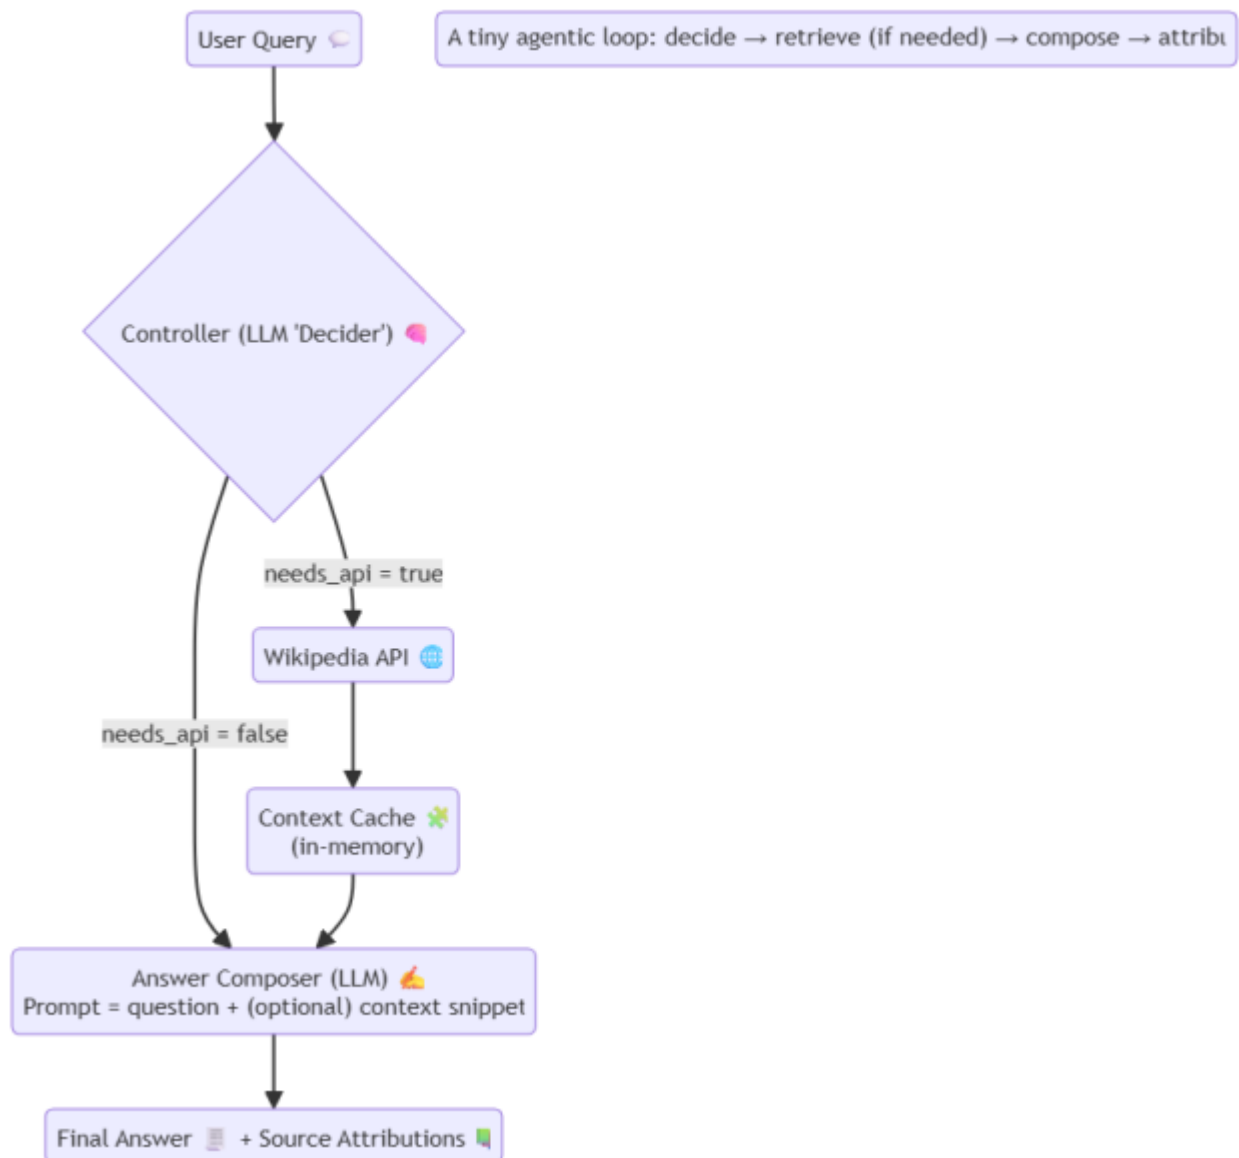 User Query 💬
A tiny agentic loop: decide → retrieve (if needed) → compose →
Controller (LLM 'Decider') 🧠
needs_api = true
Wikipedia API 🌐
needs_api = false
Context Cache 🧩
(in-memory)
Answer Composer (LLM) ✍️
Prompt = question + (optional) context snippet
Final Answer 🧾 + Source Attributions 📗